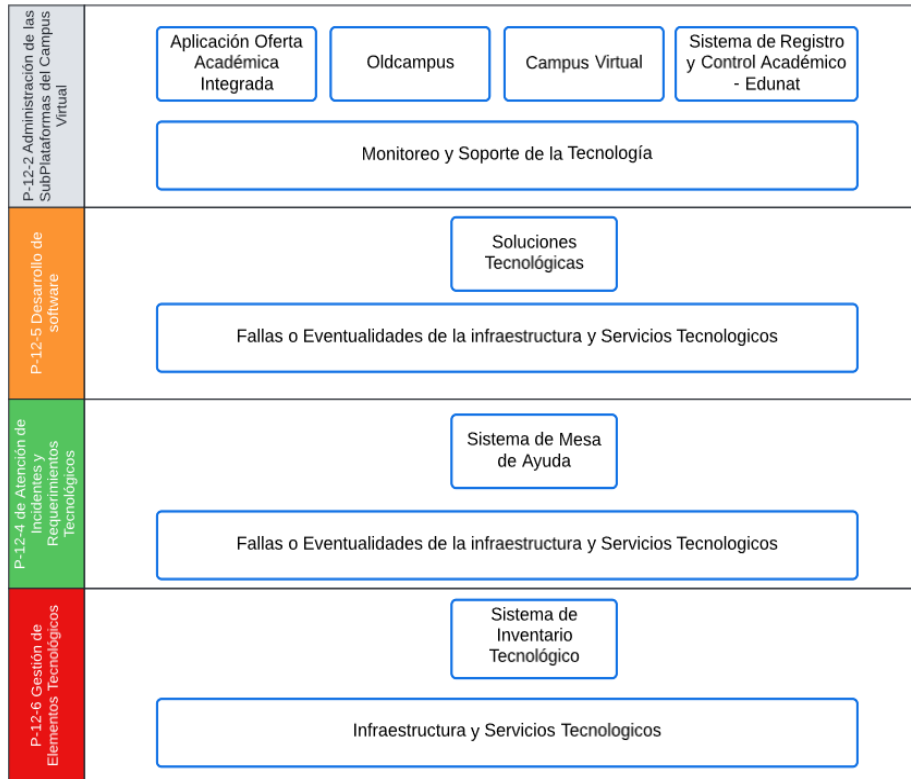 P-12-2 Administración de las
SubPlataformas del Campus
Virtual
Aplicación Oferta
Académica
Integrada
Oldcampus
Campus Virtual
Sistema de Registro
y Control Académico
- Edunat
Monitoreo y Soporte de la Tecnología
P-12-5 Desarrollo de
software
Soluciones
Tecnológicas
Fallas o Eventualidades de la infraestructura y Servicios Tecnologicos
P-12-4 de Atención de
Incidentes y
Requerimientos
Tecnológicos
Sistema de Mesa
de Ayuda
Fallas o Eventualidades de la infraestructura y Servicios Tecnologicos
P-12-6 Gestión de
Elementos Tecnológicos
Sistema de
Inventario
Tecnológico
Infraestructura y Servicios Tecnologicos